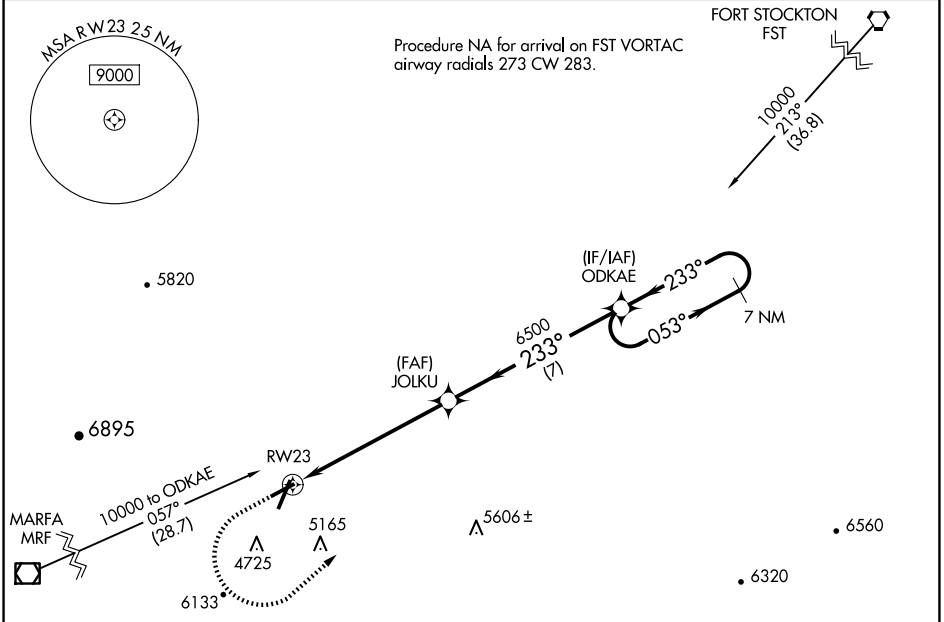 MSA RW23 25 NM
9000
Procedure NA for arrival on FST VORTAC
airway radials 273 CW 283.
FORT STOCKTON
FST
10000
213°
(36.8)
5820
(IF/IAF)
ODKAE
233°
053°
7 NM
6500
233°
(7)
(FAF)
JOLKU
6895
RW23
10000 to ODKAE
057°
(28.7)
MARFA
MRF
4725
5165
5606 ±
6560
6320
6133